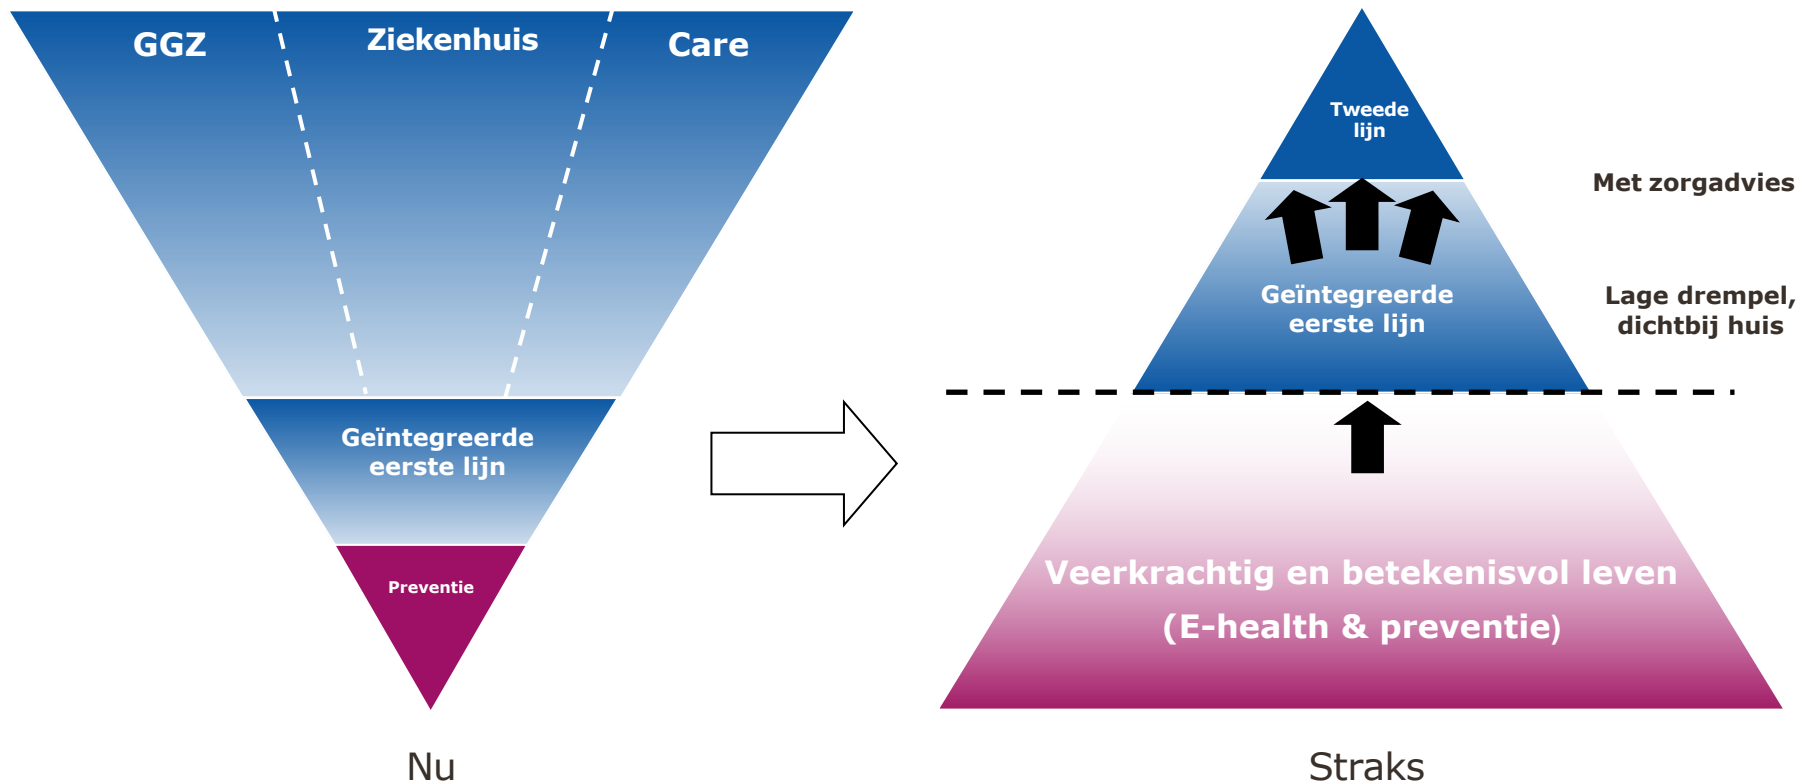 GGZ
Ziekenhuis
Care
Geïntegreerde
eerste lijn
Preventie
Nu
Tweede
lijn
Met zorgadvies
Geïntegreerde
eerste lijn
Lage drempel,
dichtbij huis
Veerkrachtig en betekenisvol leven
(E-health & preventie)
Straks